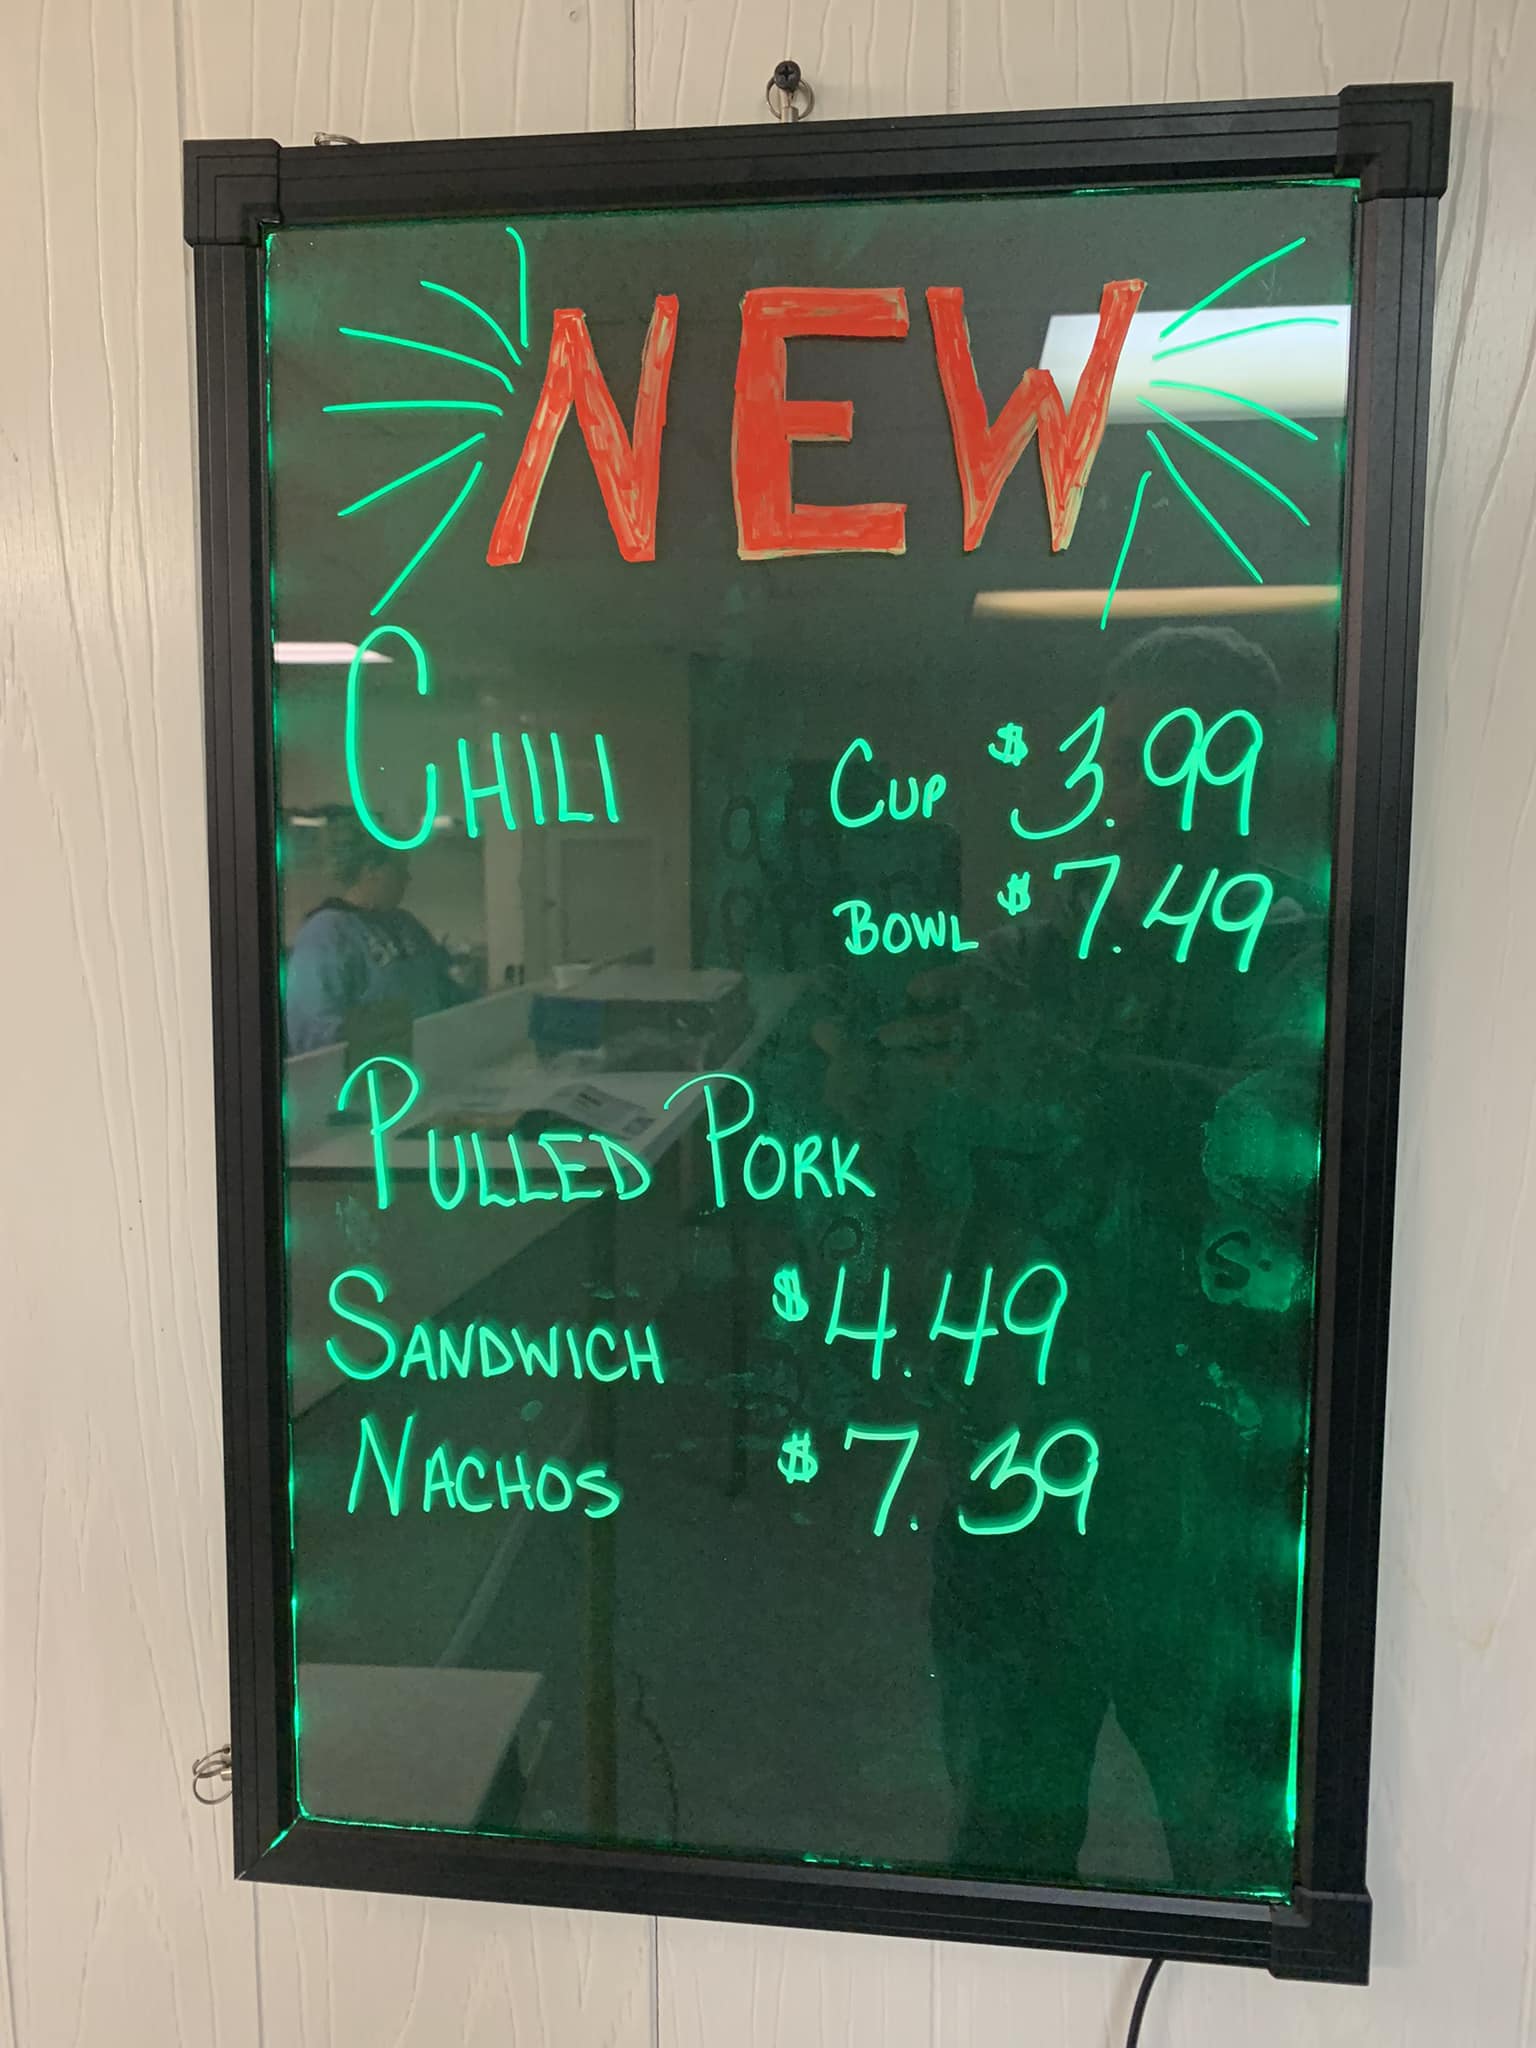 NEW
CHILI CUP $3.99
BOWL $7.49
PULLED PORK
SANDWICH $4.49
NACHOS $7.39